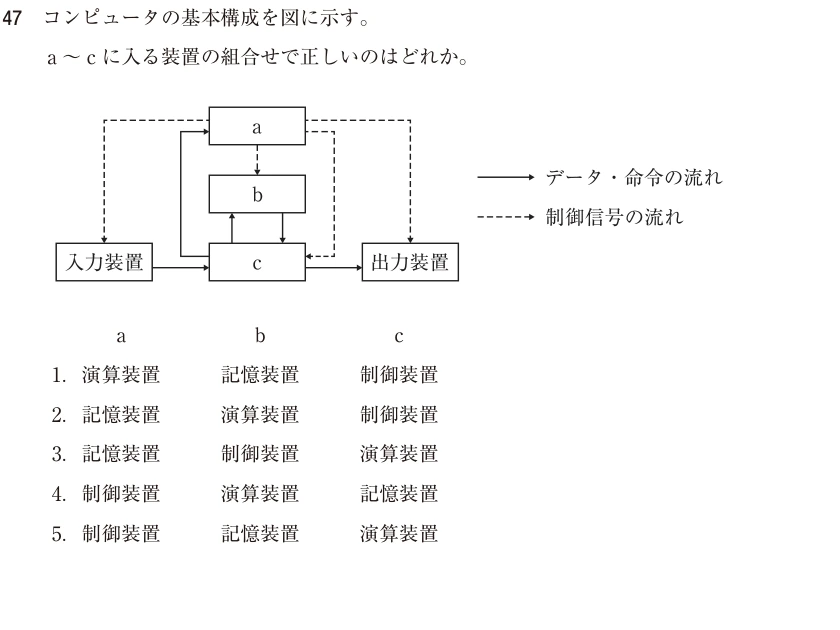 47 コンピュータの基本構成を図に示す。
a ～ c に入る装置の組合せで正しいのはどれか。
a
b
入力装置
c
出力装置
データ・命令の流れ
制御信号の流れ
a b c
1. 演算装置 記憶装置 制御装置
2. 記憶装置 演算装置 制御装置
3. 記憶装置 制御装置 演算装置
4. 制御装置 演算装置 記憶装置
5. 制御装置 記憶装置 演算装置